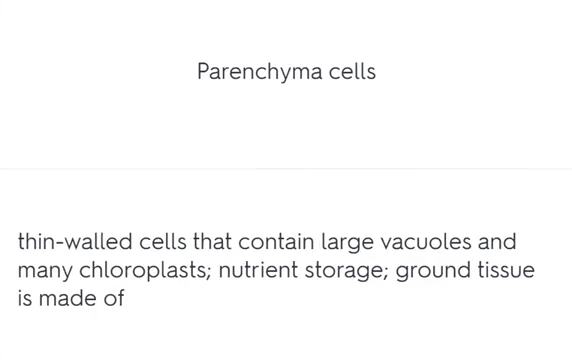 Parenchyma cells
thin-walled cells that contain large vacuoles and
many chloroplasts; nutrient storage; ground tissue
is made of